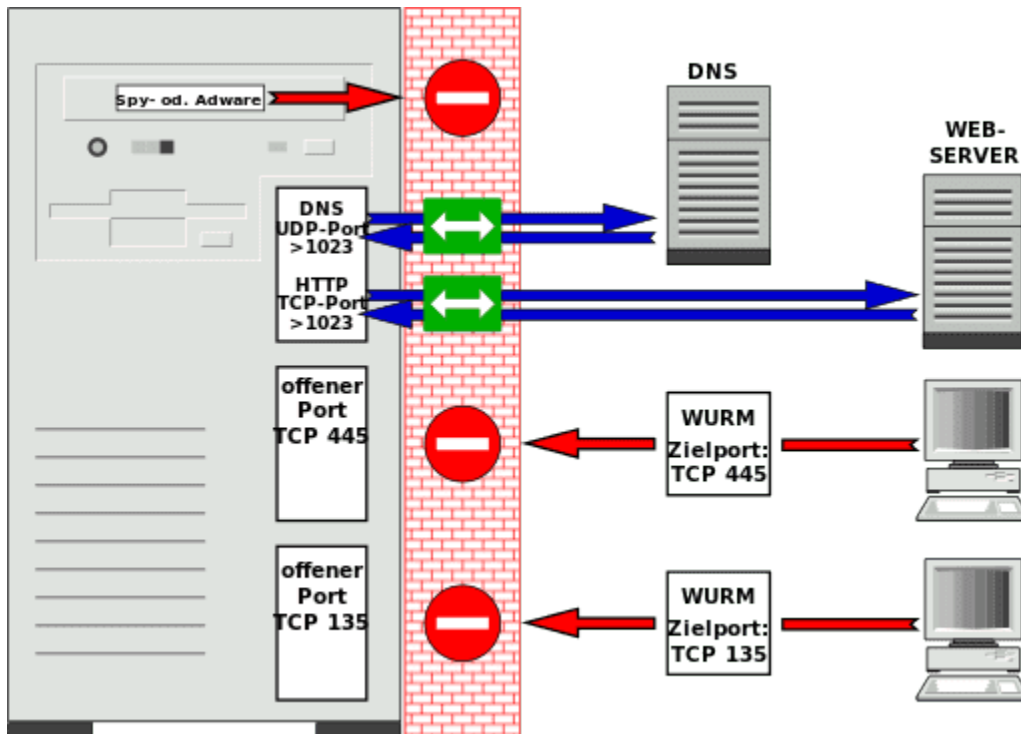 Spy- od. Adware
DNS
WEB-
SERVER
DNS
UDP-Port
>1023
HTTP
TCP-Port
>1023
offener
Port
TCP 445
WURM
Zielport:
TCP 445
offener
Port
TCP 135
WURM
Zielport:
TCP 135